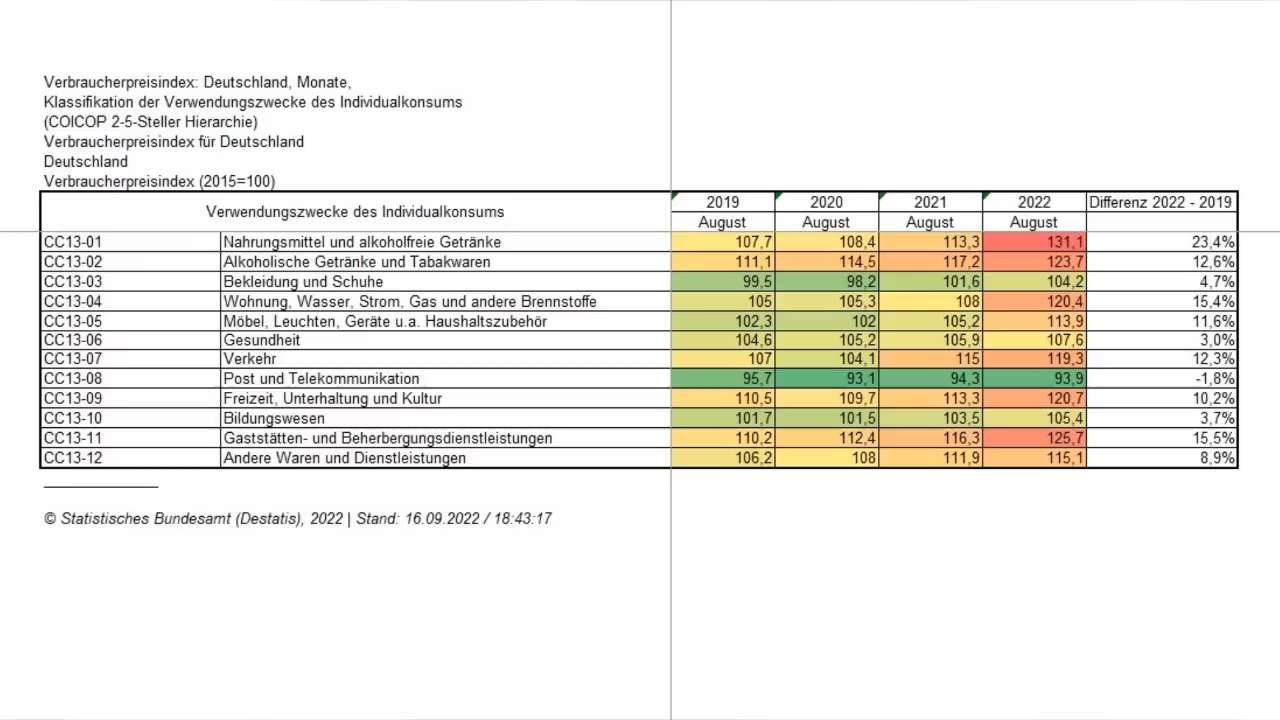 Verbraucherpreisindex: Deutschland, Monate,
Klassifikation der Verwendungszwecke des Individualkonsums
(COICOP 2-5-Steller Hierarchie)
Verbraucherpreisindex für Deutschland
Deutschland
Verbraucherpreisindex (2015=100)
Verwendungszwecke des Individualkonsums 2019 2020 2021 2022 Differenz 2022 - 2019
August August August August
CC13-01 Nahrungsmittel und alkoholfreie Getränke 107,7 108,4 113,3 131,1 23,4%
CC13-02 Alkoholische Getränke und Tabakwaren 111,1 114,5 117,2 123,7 12,6%
CC13-03 Bekleidung und Schuhe 99,5 98,2 101,6 104,2 4,7%
CC13-04 Wohnung, Wasser, Strom, Gas und andere Brennstoffe 105 105,3 108 120,4 15,4%
CC13-05 Möbel, Leuchten, Geräte u.a. Haushaltszubehör 102,3 102 105,2 113,9 11,6%
CC13-06 Gesundheit 104,6 105,2 105,9 107,6 3,0%
CC13-07 Verkehr 107 104,1 115 119,3 12,3%
CC13-08 Post und Telekommunikation 95,7 93,1 94,3 93,9 -1,8%
CC13-09 Freizeit, Unterhaltung und Kultur 110,5 109,7 113,3 120,7 10,2%
CC13-10 Bildungswesen 101,7 101,5 103,5 105,4 3,7%
CC13-11 Gaststätten- und Beherbergungsdienstleistungen 110,2 112,4 116,3 125,7 15,5%
CC13-12 Andere Waren und Dienstleistungen 106,2 108 111,9 115,1 8,9%
© Statistisches Bundesamt (Destatis), 2022 | Stand: 16.09.2022 / 18:43:17